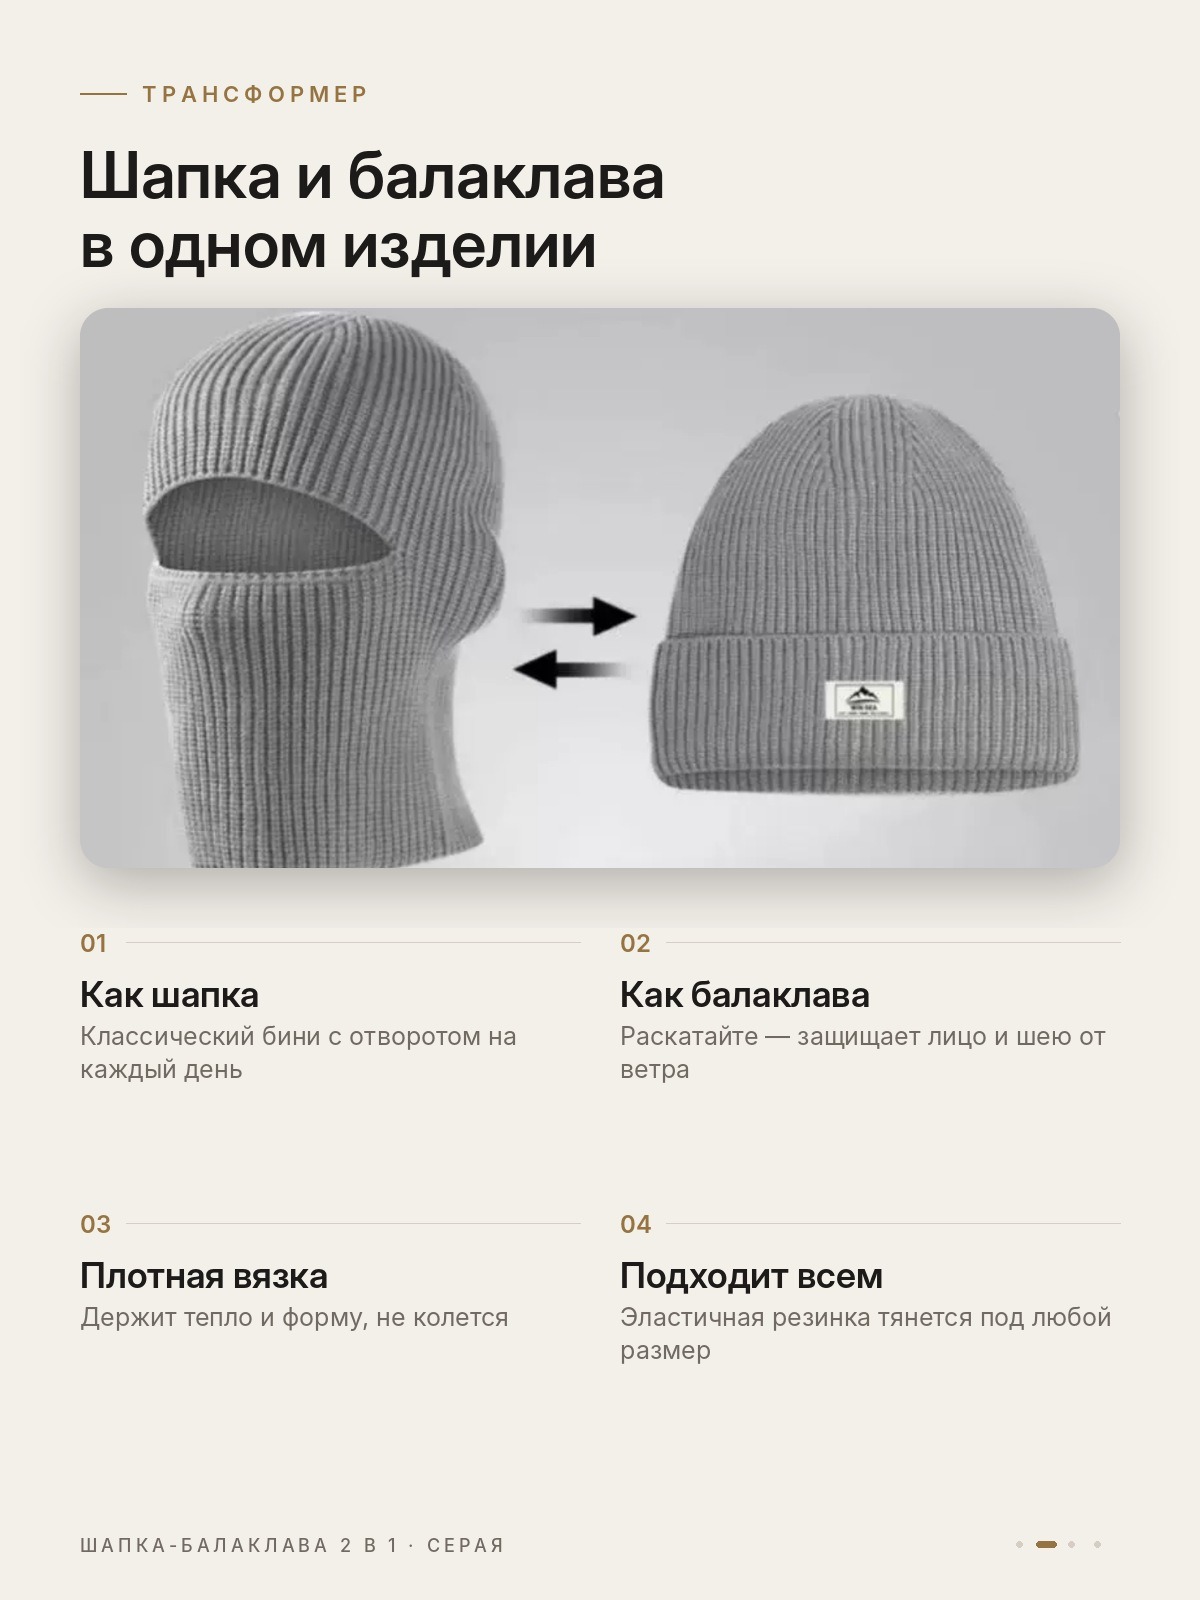 ТРАНСФОРМЕР
Шапка и балаклава
в одном изделии
01
Как шапка
Классический бини с отворотом на
каждый день
02
Как балаклава
Раскатайте — защищает лицо и шею от
ветра
03
Плотная вязка
Держит тепло и форму, не колется
04
Подходит всем
Эластичная резинка тянется под любой
размер
ШАПКА-БАЛАКЛАВА 2 В 1 · СЕРАЯ